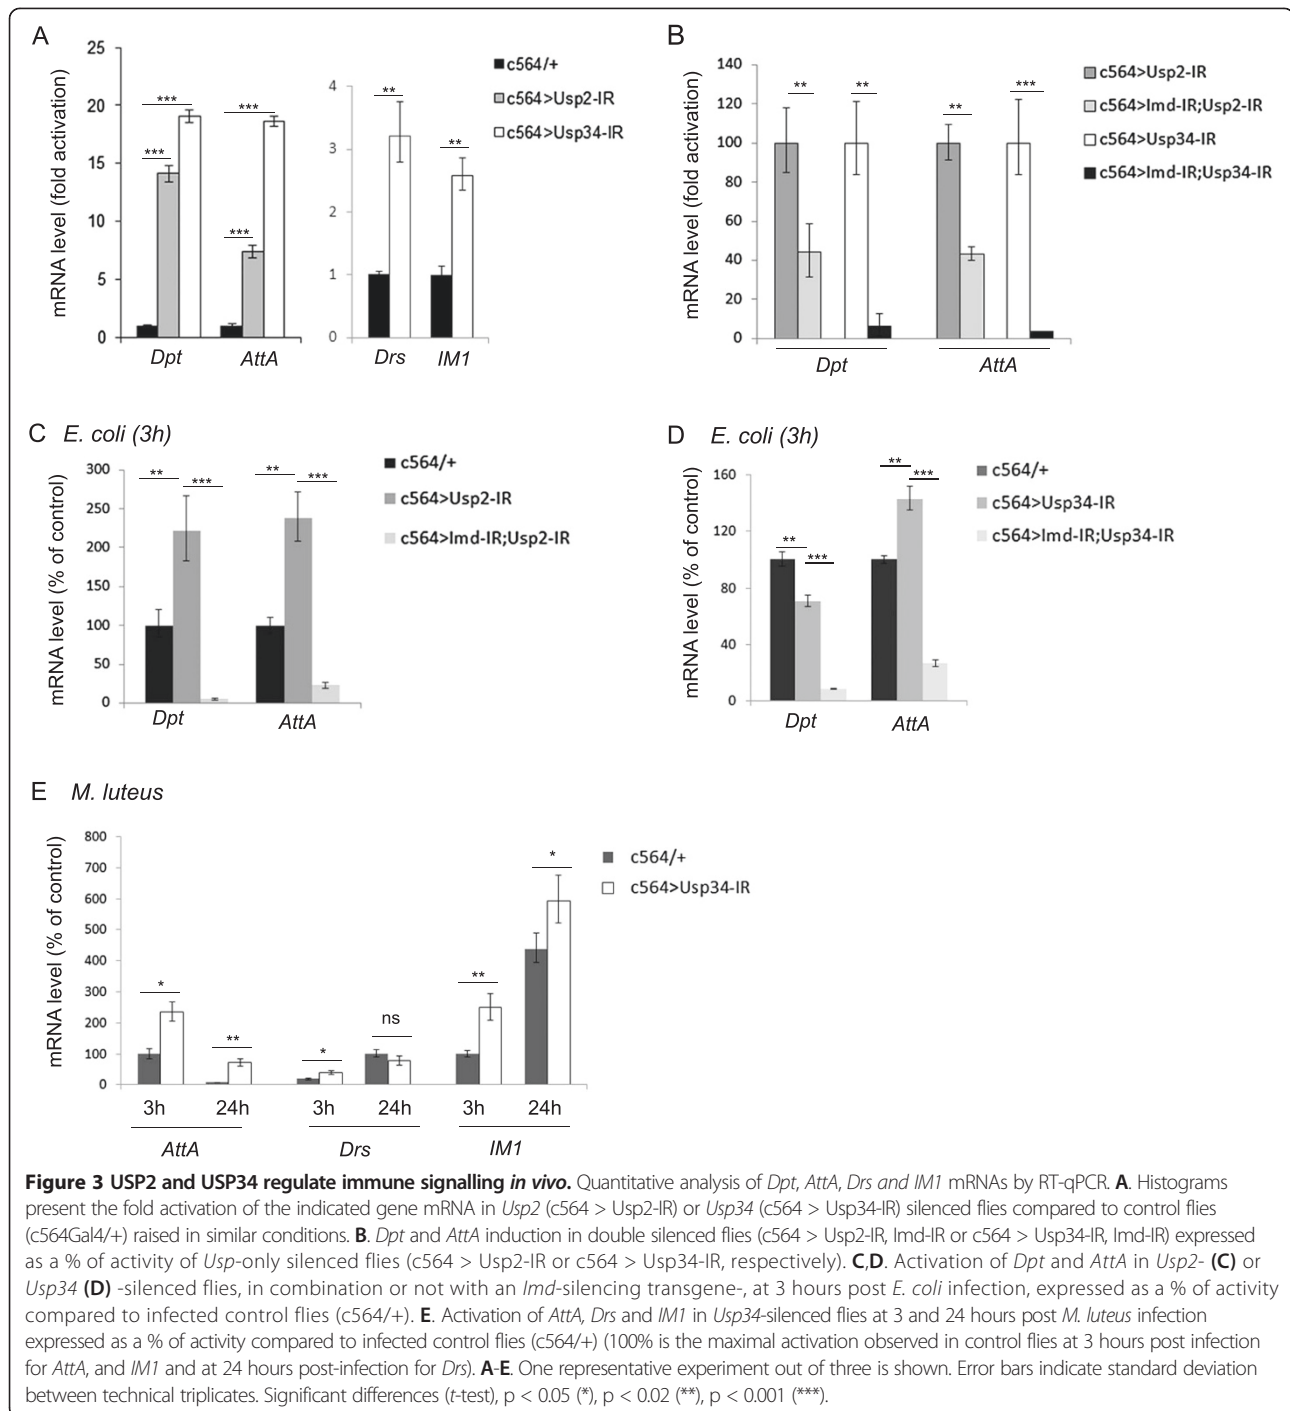 A
mRNA level (fold activation)
25
20
15
10
5
0
***
***
***
***
Dpt
AttA
4
3
2
1
0
**
**
Drs
IM1
c564/+
c564>Usp2-IR
c564>Usp34-IR
B
mRNA level (fold activation)
140
120
100
80
60
40
20
0
**
**
**
***
Dpt
AttA
c564>Usp2-IR
c564>Imd-IR;Usp2-IR
c564>Usp34-IR
c564>Imd-IR;Usp34-IR
C E. coli (3h)
mRNA level (% of control)
300
250
200
150
100
50
0
**
***
**
***
Dpt
AttA
c564/+
c564>Usp2-IR
c564>Imd-IR;Usp2-IR
D E. coli (3h)
mRNA level (% of control)
160
120
80
40
0
**
***
**
***
Dpt
AttA
c564/+
c564>Usp34-IR
c564>Imd-IR;Usp34-IR
E M. luteus
mRNA level (% of control)
800
700
600
500
400
300
200
100
0
*
**
*
ns
**
*
3h 24h 3h 24h 3h 24h
AttA Drs IM1
c564/+
c564>Usp34-IR
Figure 3 USP2 and USP34 regulate immune signalling in vivo. Quantitative analysis of Dpt, AttA, Drs and IM1 mRNAs by RT-qPCR. A. Histograms
present the fold activation of the indicated gene mRNA in Usp2 (c564 > Usp2-IR) or Usp34 (c564 > Usp34-IR) silenced flies compared to control flies
(c564Gal4/+) raised in similar conditions. B. Dpt and AttA induction in double silenced flies (c564 > Usp2-IR, Imd-IR or c564 > Usp34-IR, Imd-IR) expressed
as a % of activity of Usp-only silenced flies (c564 > Usp2-IR or c564 > Usp34-IR, respectively). C,D. Activation of Dpt and AttA in Usp2- (C) or
Usp34 (D) -silenced flies, in combination or not with an Imd-silencing transgene-, at 3 hours post E. coli infection, expressed as a % of activity
compared to infected control flies (c564/+). E. Activation of AttA, Drs and IM1 in Usp34-silenced flies at 3 and 24 hours post M. luteus infection
expressed as a % of activity compared to infected control flies (c564/+) (100% is the maximal activation observed in control flies at 3 hours post infection
for AttA, and IM1 and at 24 hours post-infection for Drs). A-E. One representative experiment out of three is shown. Error bars indicate standard deviation
between technical triplicates. Significant differences (t-test), p < 0.05 (*), p < 0.02 (**), p < 0.001 (***).